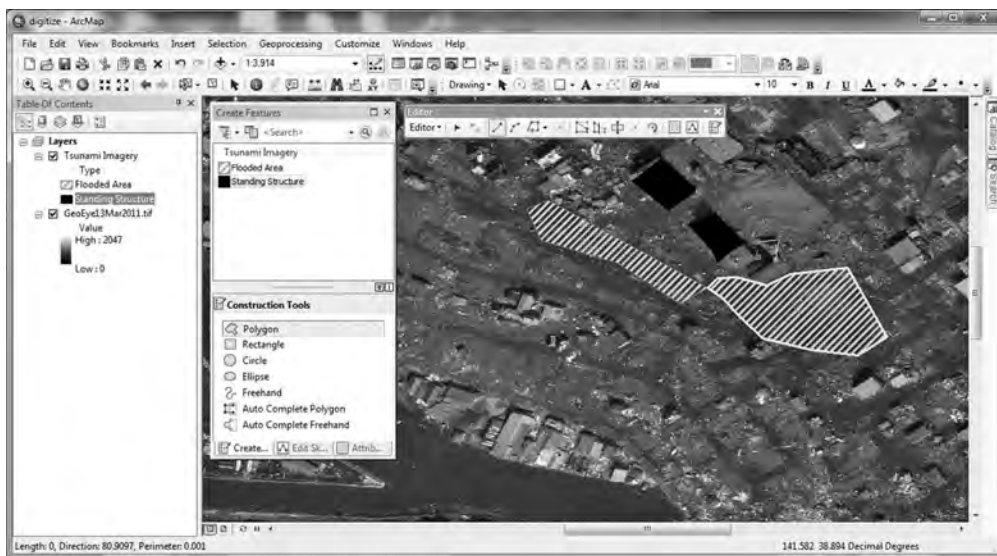 digitize - ArcMap
File Edit View Bookmarks Insert Selection Geoprocessing Customize Windows Help
1:3,914
Drawing
Arial
10
B I U A
Table Of Contents
Layers
Tsunami Imagery
Type
Flooded Area
Standing Structure
GeoEye13Mar2011.tif
Value
High : 2047
Low : 0
Create Features
<Search>
Tsunami Imagery
Flooded Area
Standing Structure
Construction Tools
Polygon
Rectangle
Circle
Ellipse
Freehand
Auto Complete Polygon
Auto Complete Freehand
Create... Edit Sk... Attrib...
Editor
Editor
Catalog
Search
Length: 0, Direction: 80.9097, Perimeter: 0.001
141.582 38.894 Decimal Degrees